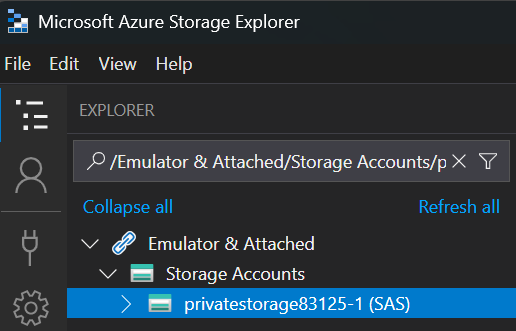 Microsoft Azure Storage Explorer
File Edit View Help
EXPLORER
/Emulator & Attached/Storage Accounts/p
Collapse all Refresh all
Emulator & Attached
Storage Accounts
privatestorage83125-1 (SAS)